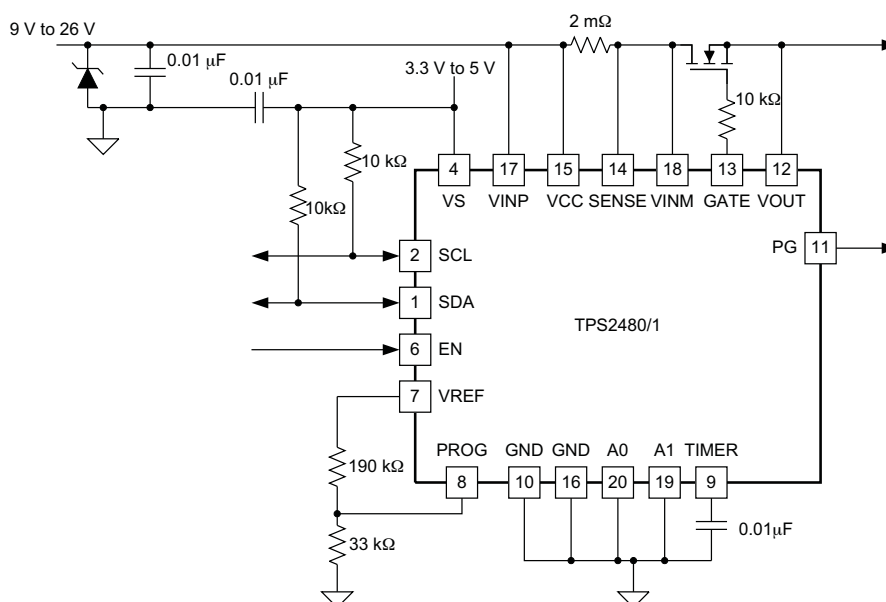 9 V to 26 V
2 mΩ
0.01 μF
0.01 μF
3.3 V to 5 V
10 kΩ
10 kΩ
10kΩ
4
17
15
14
18
13
12
VS
VINP
VCC
SENSE
VINM
GATE
VOUT
PG
11
2
SCL
1
SDA
TPS2480/1
6
EN
7
VREF
PROG
GND
GND
A0
A1
TIMER
190 kΩ
8
10
16
20
19
9
0.01μF
33 kΩ